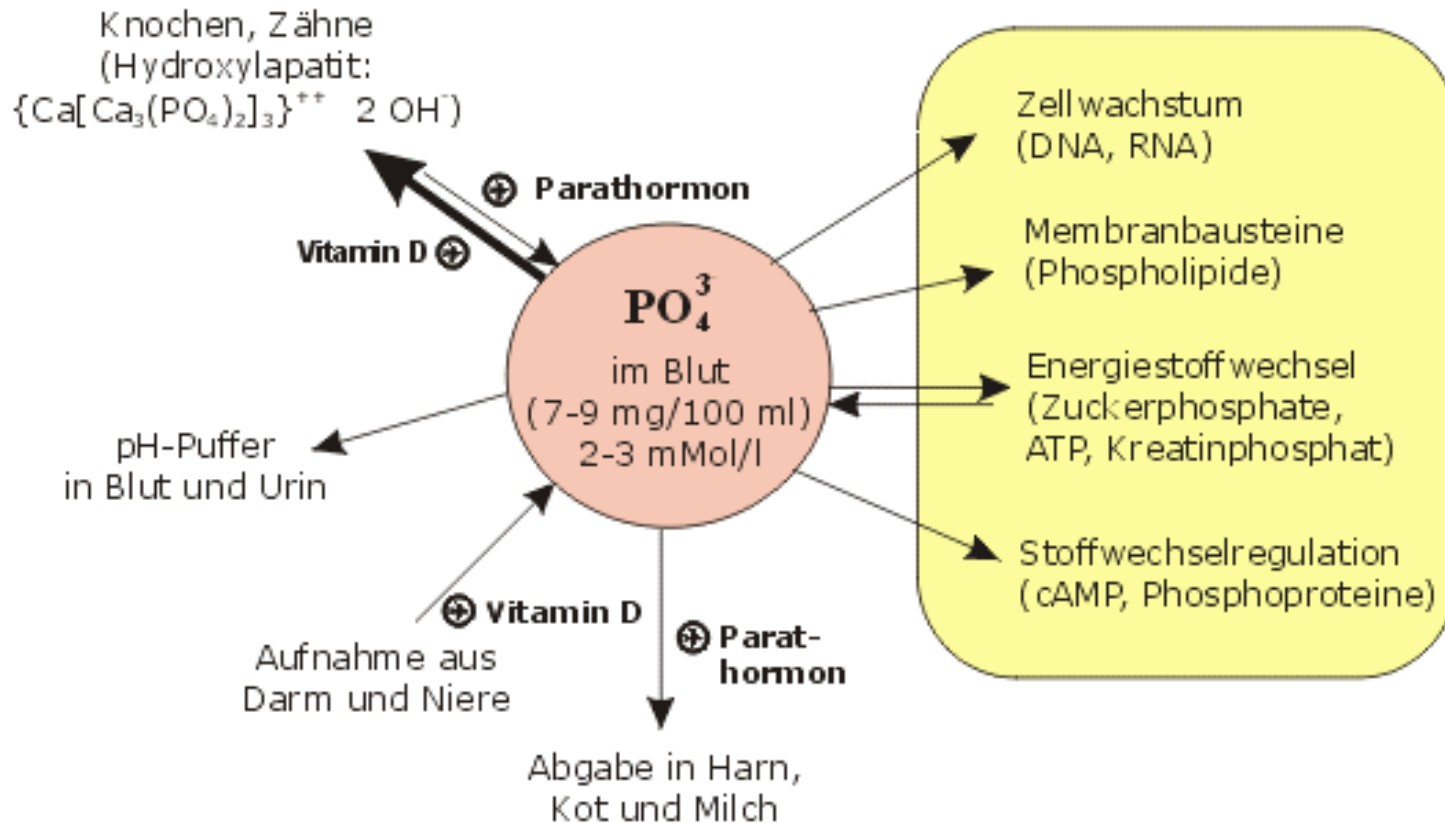 Knochen, Zähne
(Hydroxylapatit:
{Ca[Ca₃(PO₄)₂]₃}⁺⁺ 2 OH⁻)
⊕ Parathormon
Vitamin D ⊕
PO₄³⁻
im Blut
(7-9 mg/100 ml)
2-3 mMol/l
pH-Puffer
in Blut und Urin
⊕ Vitamin D
Aufnahme aus
Darm und Niere
⊕ Parat-
hormon
Abgabe in Harn,
Kot und Milch
Zellwachstum
(DNA, RNA)
Membranbausteine
(Phospholipide)
Energiestoffwechsel
(Zuckerphosphate,
ATP, Kreatinphosphat)
Stoffwechselregulation
(cAMP, Phosphoproteine)